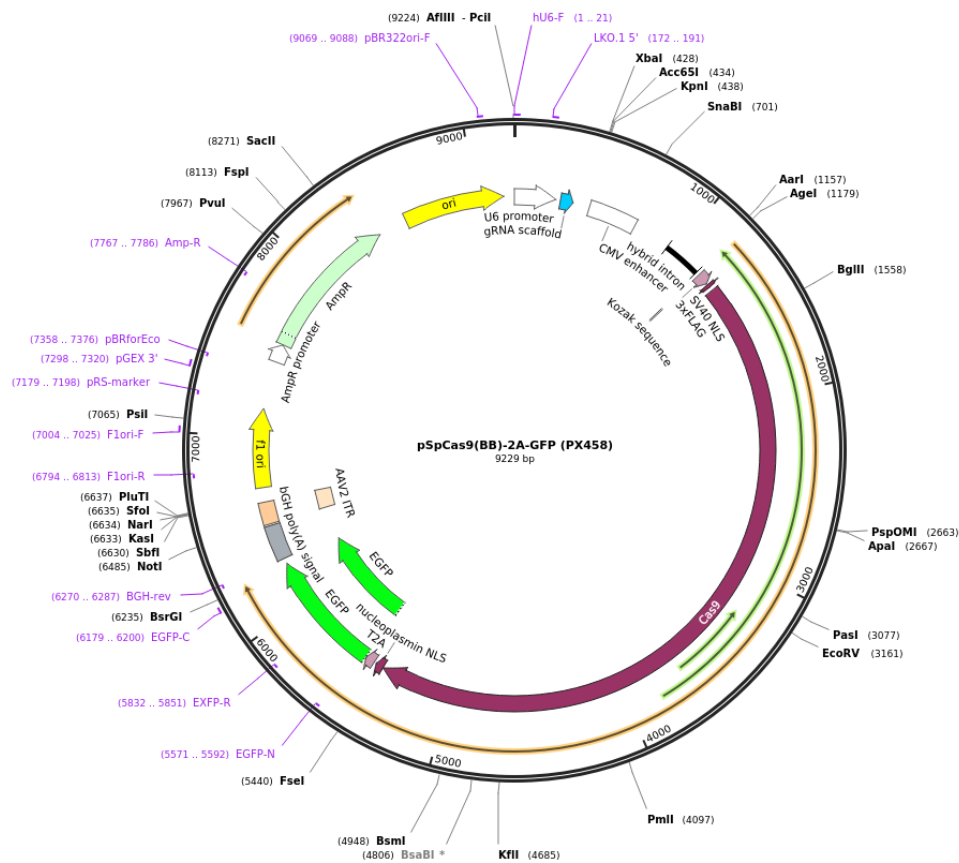 (9224) AflIII - PciI
hU6-F (1 .. 21)
(9069 .. 9088) pBR322ori-F
LKO.1 5' (172 .. 191)
XbaI (428)
Acc65I (434)
KpnI (438)
SnaBI (701)
AarI (1157)
AgeI (1179)
BglII (1558)
PspOMI (2663)
ApaI (2667)
PasI (3077)
EcoRV (3161)
PmlI (4097)
KflI (4685)
(4806) BsaBI *
(4948) BsmI
(5440) FseI
(5571 .. 5592) EGFP-N
(5832 .. 5851) EXFP-R
(6179 .. 6200) EGFP-C
(6235) BsrGI
(6270 .. 6287) BGH-rev
(6485) NotI
(6630) SbfI
(6633) KasI
(6634) NarI
(6635) SfoI
(6637) PluTI
(6794 .. 6813) F1ori-R
(7004 .. 7025) F1ori-F
(7065) PsiI
(7179 .. 7198) pRS-marker
(7298 .. 7320) pGEX 3'
(7358 .. 7376) pBRforEco
(7767 .. 7786) Amp-R
(7967) PvuI
(8113) FspI
(8271) SacII
1000
2000
3000
4000
5000
6000
7000
8000
9000
ori
U6 promoter
gRNA scaffold
CMV enhancer
hybrid intron
3xFLAG
SV40 NLS
Kozak sequence
Cas9
nucleoplasmin NLS
T2A
EGFP
EGFP
bGH poly(A) signal
AAV2 ITR
f1 ori
AmpR promoter
AmpR
pSpCas9(BB)-2A-GFP (PX458)
9229 bp